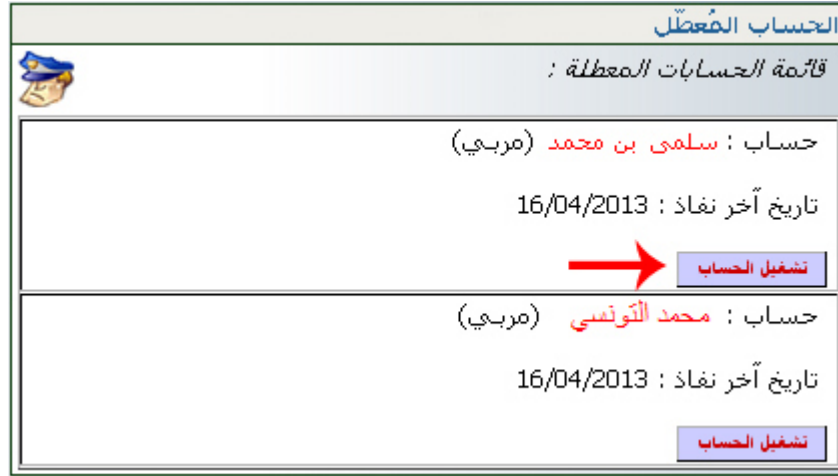 الحساب المُعطّل
قائمة الحسابات المعطلة :
حساب : سلمى بن محمد (مربي)
تاريخ آخر نفاذ : 16/04/2013
تشغيل الحساب
حساب : محمد التونسي (مربي)
تاريخ آخر نفاذ : 16/04/2013
تشغيل الحساب